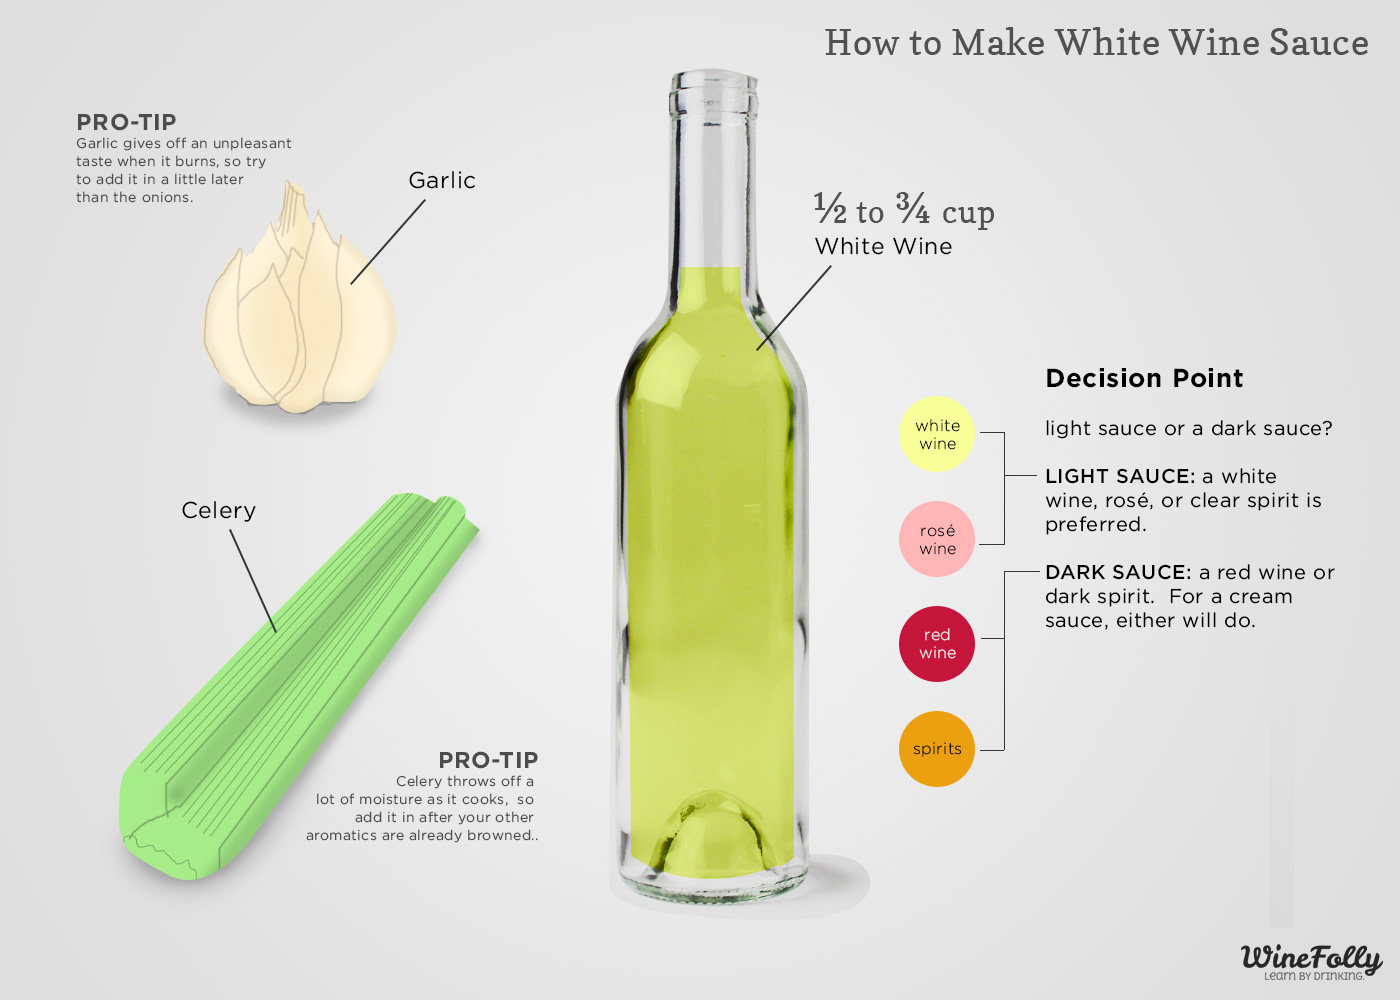 How to Make White Wine Sauce
PRO-TIP
Garlic gives off an unpleasant
taste when it burns, so try
to add it in a little later
than the onions.
Garlic
½ to ¾ cup
White Wine
Celery
PRO-TIP
Celery throws off a
lot of moisture as it cooks,  so
add it in after your other
aromatics are already browned..
Decision Point
light sauce or a dark sauce?
LIGHT SAUCE: a white
wine, rosé, or clear spirit is
preferred.
DARK SAUCE: a red wine or
dark spirit.  For a cream
sauce, either will do.
white
wine
rosé
wine
red
wine
spirits
WineFolly
Learn by Drinking.